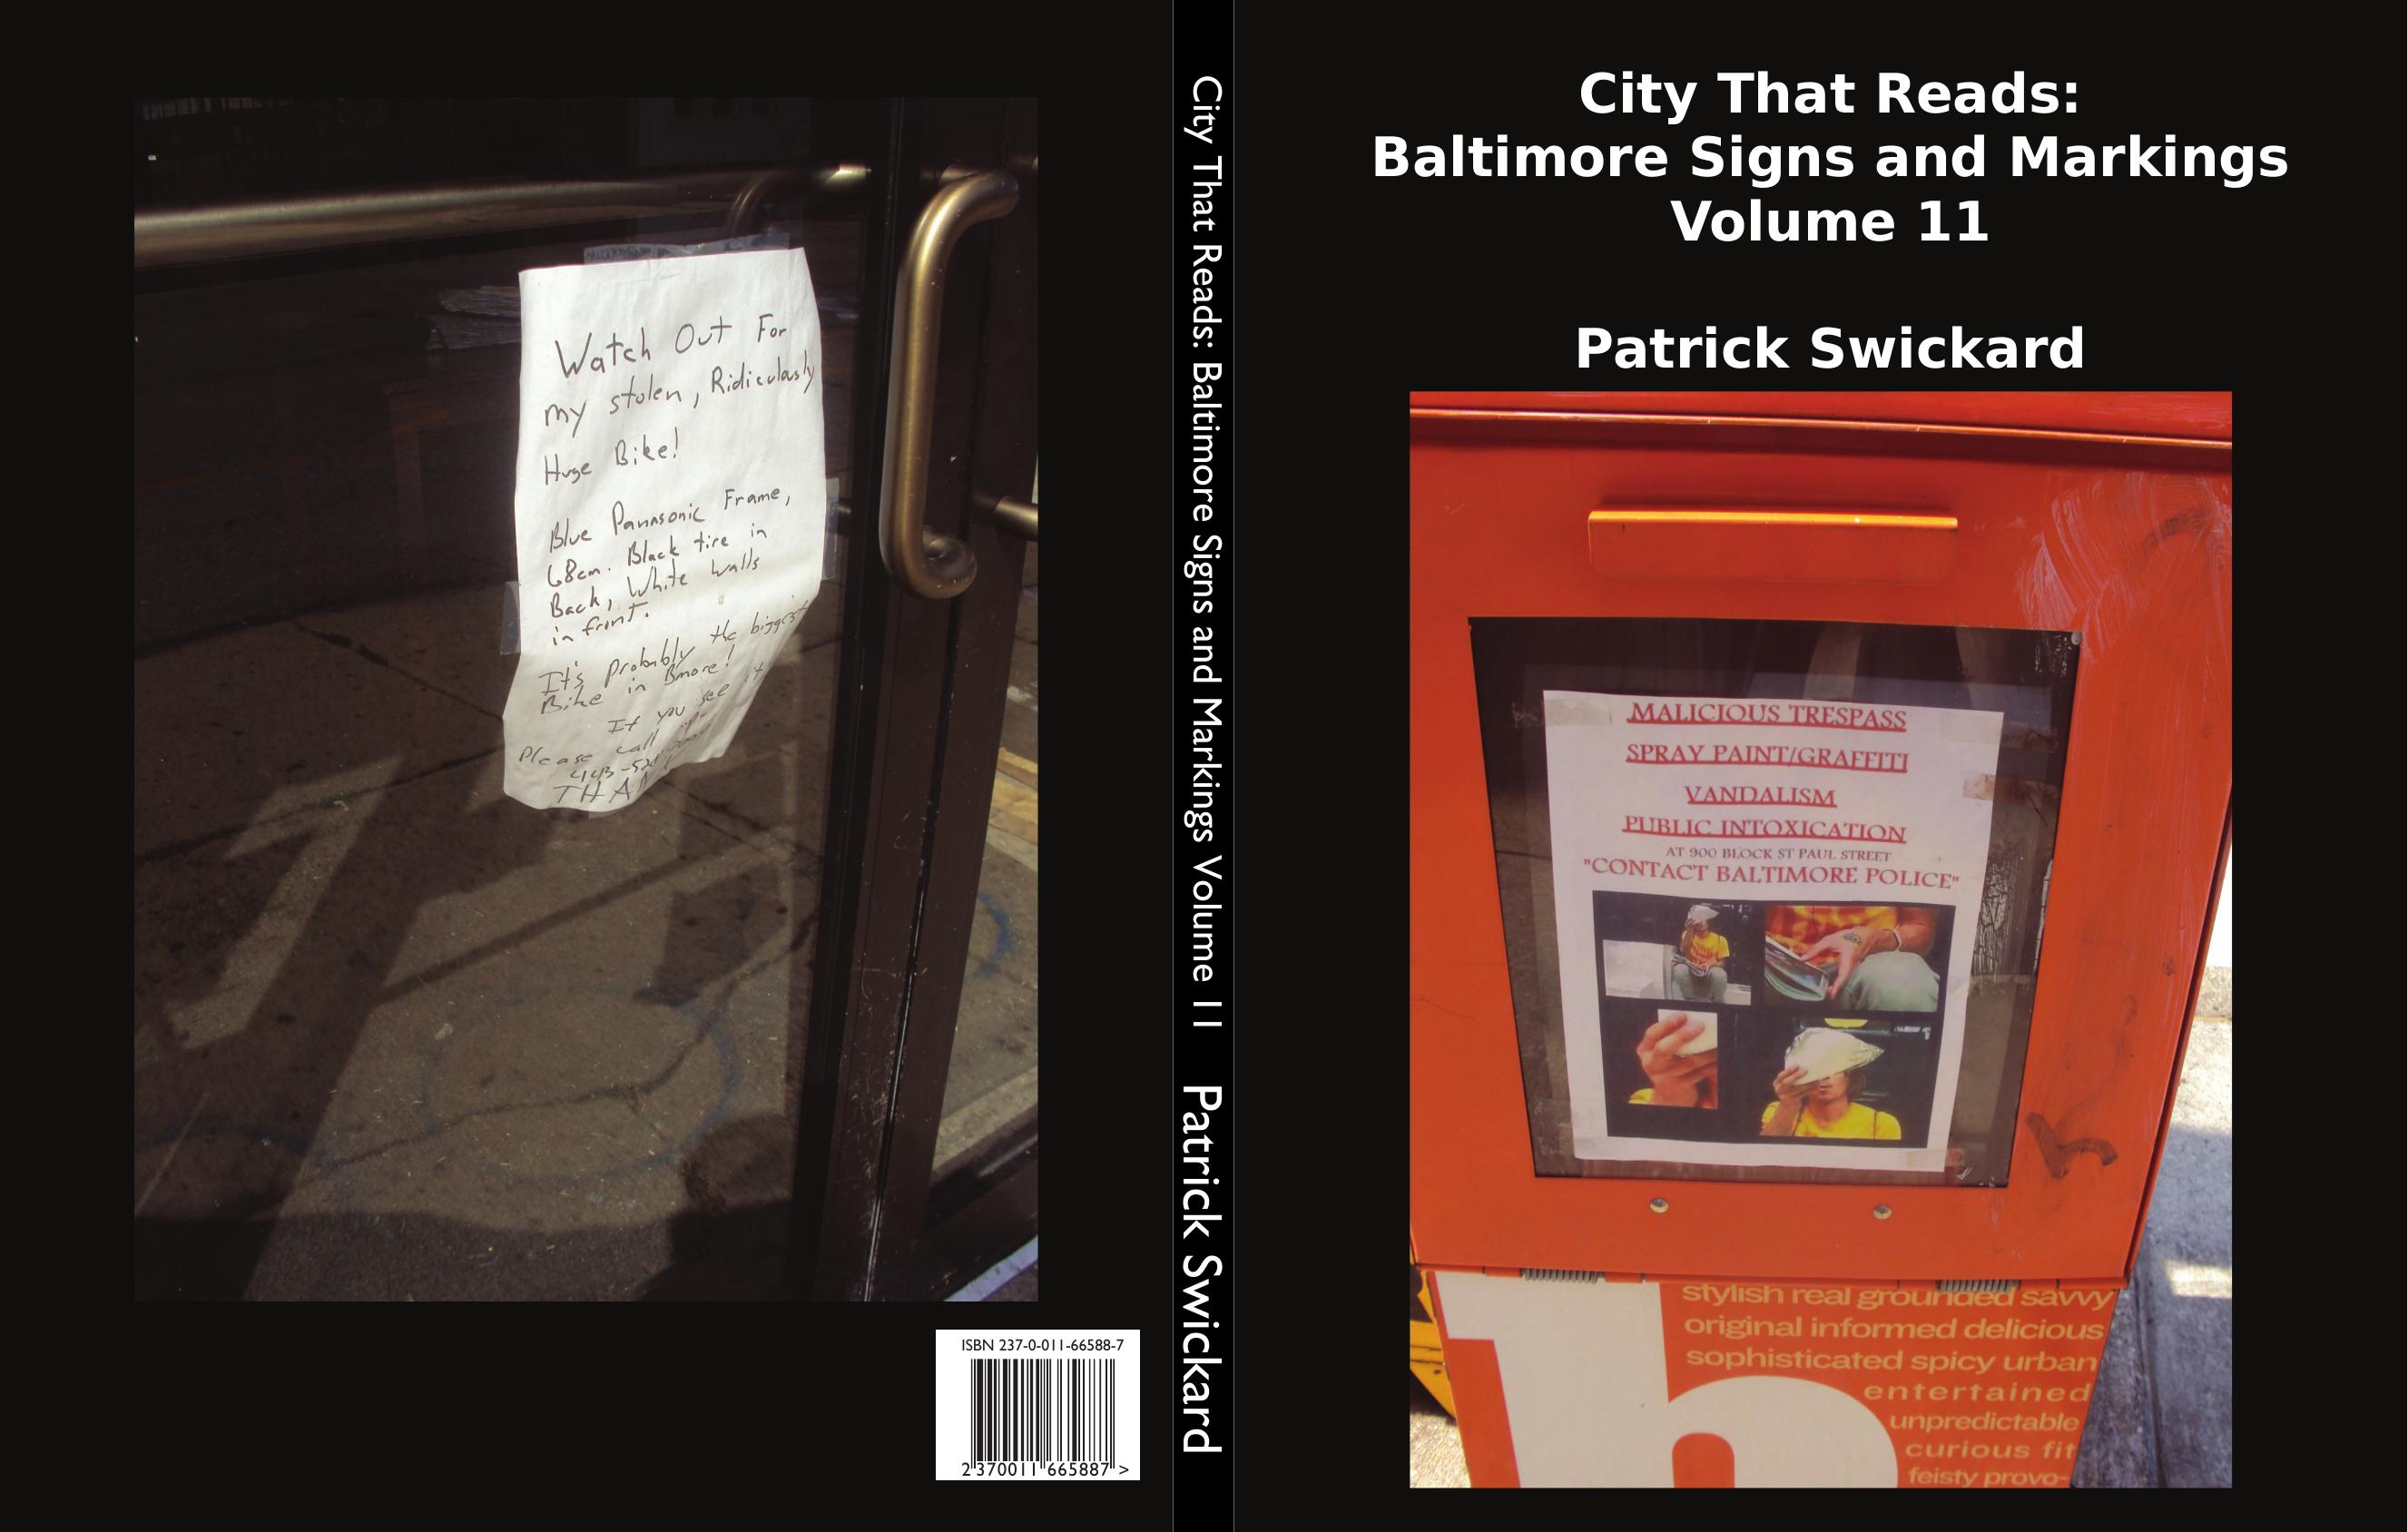 Watch Out For
my stolen, Ridiculously
Huge Bike!
Blue Pannasonic Frame,
68cm. Black tire in
Back, White Walls
in front.
It's probably the biggest
Bike in Bmore!
If you see it
Please call
443-52
THAN
ISBN 237-0-011-66588-7
2 370011 665887 >
City That Reads: Baltimore Signs and Markings Volume 11 Patrick Swickard
City That Reads:
Baltimore Signs and Markings
Volume 11
Patrick Swickard
MALICIOUS TRESPASS
SPRAY PAINT/GRAFFITI
VANDALISM
PUBLIC INTOXICATION
AT 900 BLOCK ST PAUL STREET
"CONTACT BALTIMORE POLICE"
b
stylish real grounded savvy
original informed delicious
sophisticated spicy urban
entertained
unpredictable
curious fit
feisty provo-